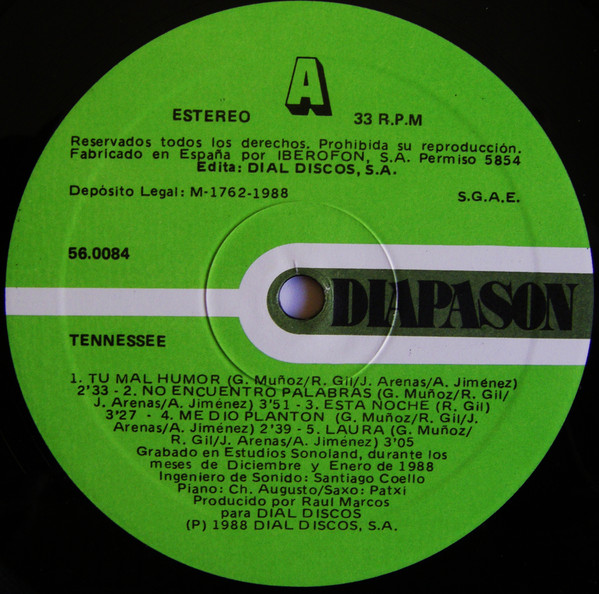 A
ESTEREO 33 R.P.M
Reservados todos los derechos. Prohibida su reproducción.
Fabricado en España por IBEROFON, S.A. Permiso 5854
Edita: DIAL DISCOS, S.A.
Depósito Legal: M-1762-1988 S.G.A.E.
56.0084
DIAPASON
TENNESSEE
1. TU MAL HUMOR (G. Muñoz/R. Gil/J. Arenas/A. Jiménez)
2'33 - 2. NO ENCUENTRO PALABRAS (G. Muñoz/R. Gil/
J. Arenas/A. Jiménez) 3'51 - 3. ESTA NOCHE (R. Gil)
3'27 - 4. MEDIO PLANTON (G. Muñoz/R. Gil/J.
Arenas/A. Jiménez) 2'39 - 5. LAURA (G. Muñoz/
R. Gil/J. Arenas/A. Jiménez) 3'05
Grabado en Estudios Sonoland, durante los
meses de Diciembre y Enero de 1988
Ingeniero de Sonido: Santiago Coello
Piano: Ch. Augusto/Saxo: Patxi
Producido por Raul Marcos
para DIAL DISCOS
(P) 1988 DIAL DISCOS, S.A.